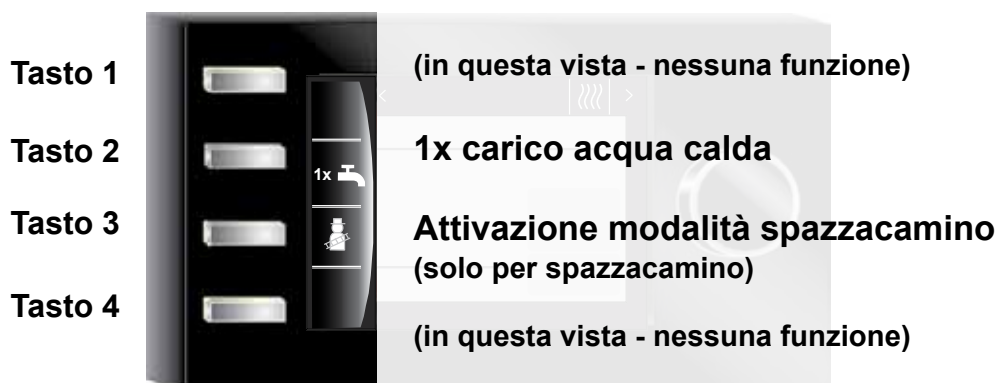 Tasto 1
(in questa vista - nessuna funzione)
Tasto 2
1x
1x carico acqua calda
Tasto 3
Attivazione modalità spazzacamino
(solo per spazzacamino)
Tasto 4
(in questa vista - nessuna funzione)